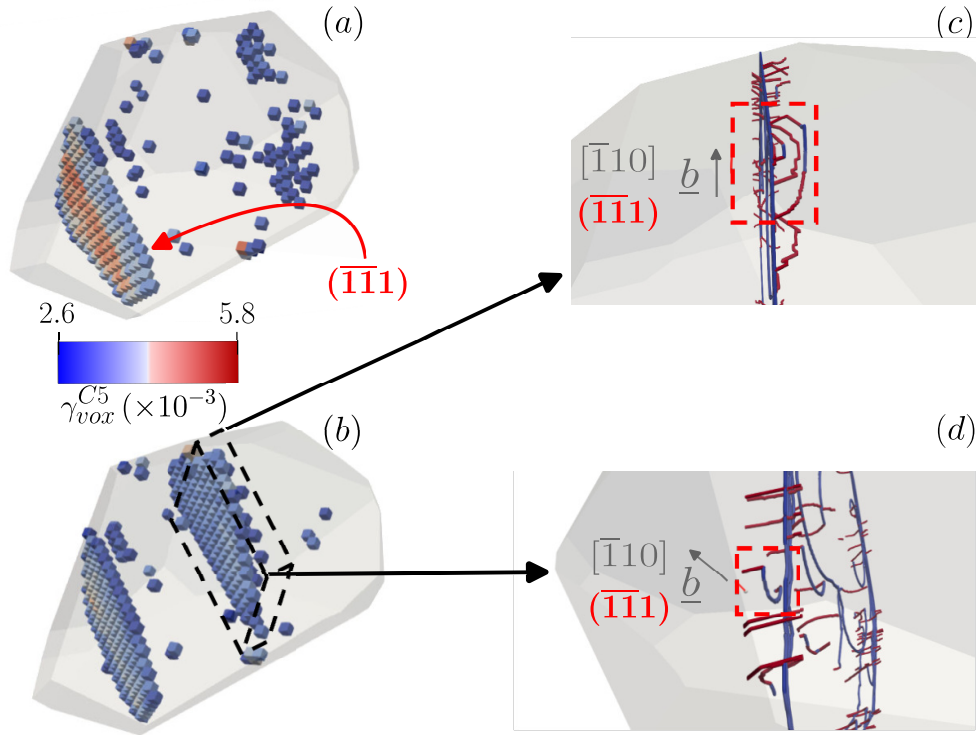 (a)
(c)
[1̅10]
b
(1̅1̅1)
(1̅1̅1)
2.6 5.8
γ_vox^C5 (×10⁻³)
(b)
(d)
[1̅10]
b
(1̅1̅1)